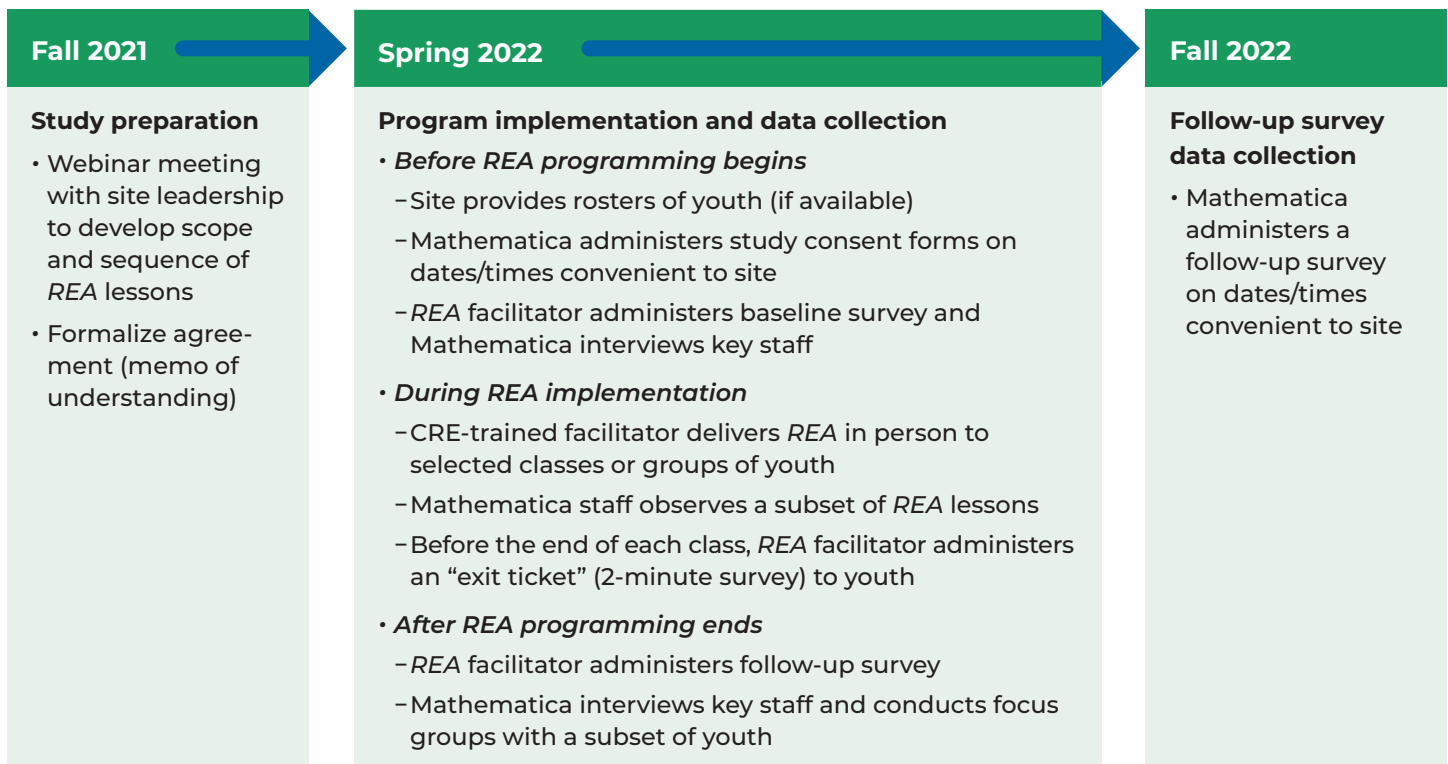 Fall 2021
Study preparation
• Webinar meeting
with site leadership
to develop scope
and sequence of
REA lessons
• Formalize agree-
ment (memo of
understanding)
Spring 2022
Program implementation and data collection
• Before REA programming begins
–Site provides rosters of youth (if available)
–Mathematica administers study consent forms on
dates/times convenient to site
–REA facilitator administers baseline survey and
Mathematica interviews key staff
• During REA implementation
–CRE-trained facilitator delivers REA in person to
selected classes or groups of youth
–Mathematica staff observes a subset of REA lessons
–Before the end of each class, REA facilitator administers
an “exit ticket” (2-minute survey) to youth
• After REA programming ends
–REA facilitator administers follow-up survey
–Mathematica interviews key staff and conducts focus
groups with a subset of youth
Fall 2022
Follow-up survey
data collection
• Mathematica
administers a
follow-up survey
on dates/times
convenient to site